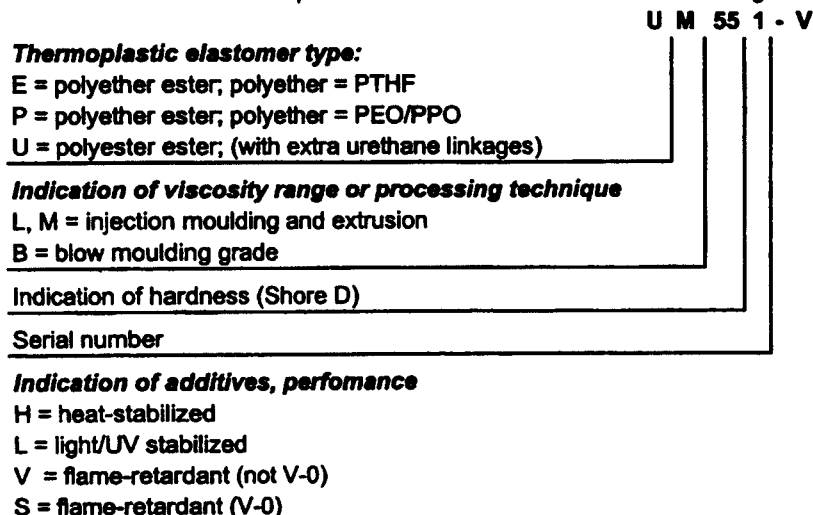 U M 55 1 - V
Thermoplastic elastomer type:
E = polyether ester; polyether = PTHF
P = polyether ester; polyether = PEO/PPO
U = polyester ester; (with extra urethane linkages)
Indication of viscosity range or processing technique
L, M = injection moulding and extrusion
B = blow moulding grade
Indication of hardness (Shore D)
Serial number
Indication of additives, perfomance
H = heat-stabilized
L = light/UV stabilized
V = flame-retardant (not V-0)
S = flame-retardant (V-0)